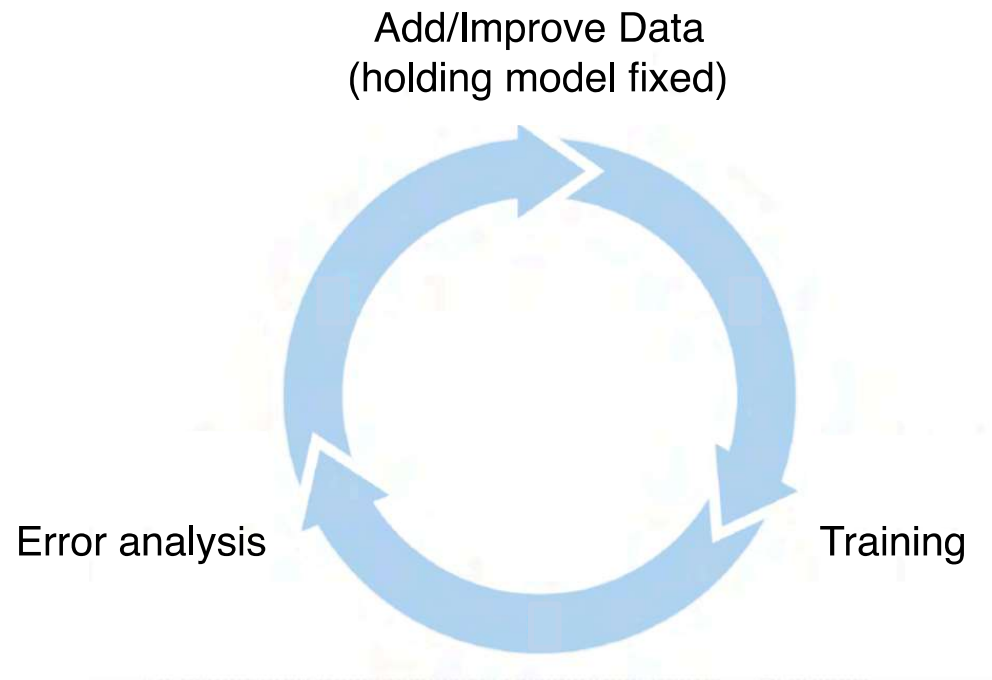 Add/Improve Data
(holding model fixed)
Error analysis
Training